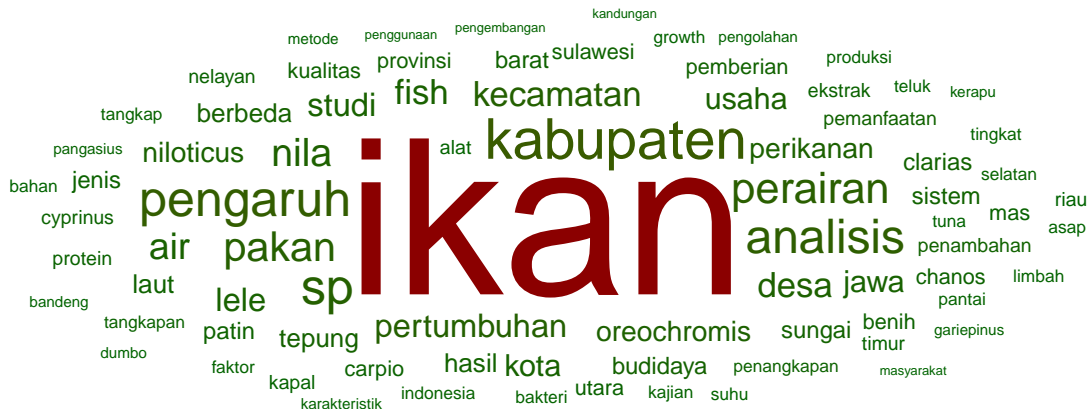 kandungan
metode penggunaan pengembangan growth pengolahan
nelayan kualitas provinsi barat sulawesi pemberian produksi
tangkap berbeda studi fish kecamatan usaha ekstrak teluk kerapu
pangasius niloticus nila alat kabupaten perikanan pemanfaatan tingkat
bahan jenis pengaruh ikan perairan sistem clarias selatan
cyprinus air pakan analisis penambahan tuna mas riau asap
protein laut lele sp desa jawa chanos limbah
bandeng tangkapan patin tepung pertumbuhan oreochromis sungai benih pantai
dumbo faktor carpio hasil kota budidaya penangkapan timur gariepinus
kapal karakteristik indonesia bakteri utara kajian suhu masyarakat